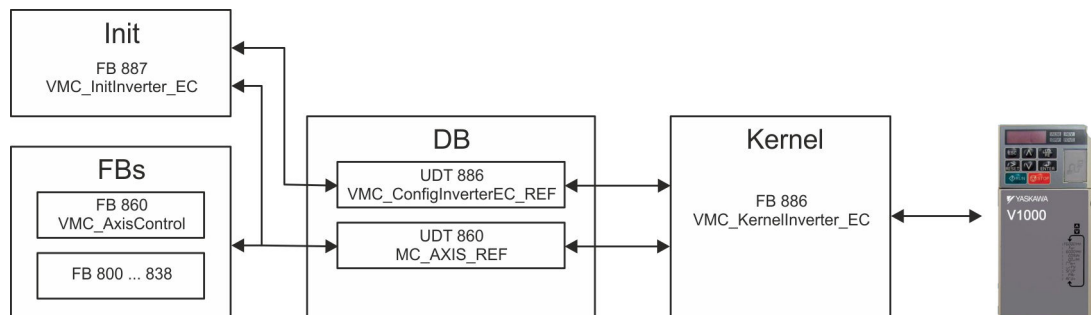 Init
FB 887
VMC_InitInverter_EC
FBs
FB 860
VMC_AxisControl
FB 800 ... 838
DB
UDT 886
VMC_ConfigInverterEC_REF
UDT 860
MC_AXIS_REF
Kernel
FB 886
VMC_KernelInverter_EC
YASKAWA
V1000